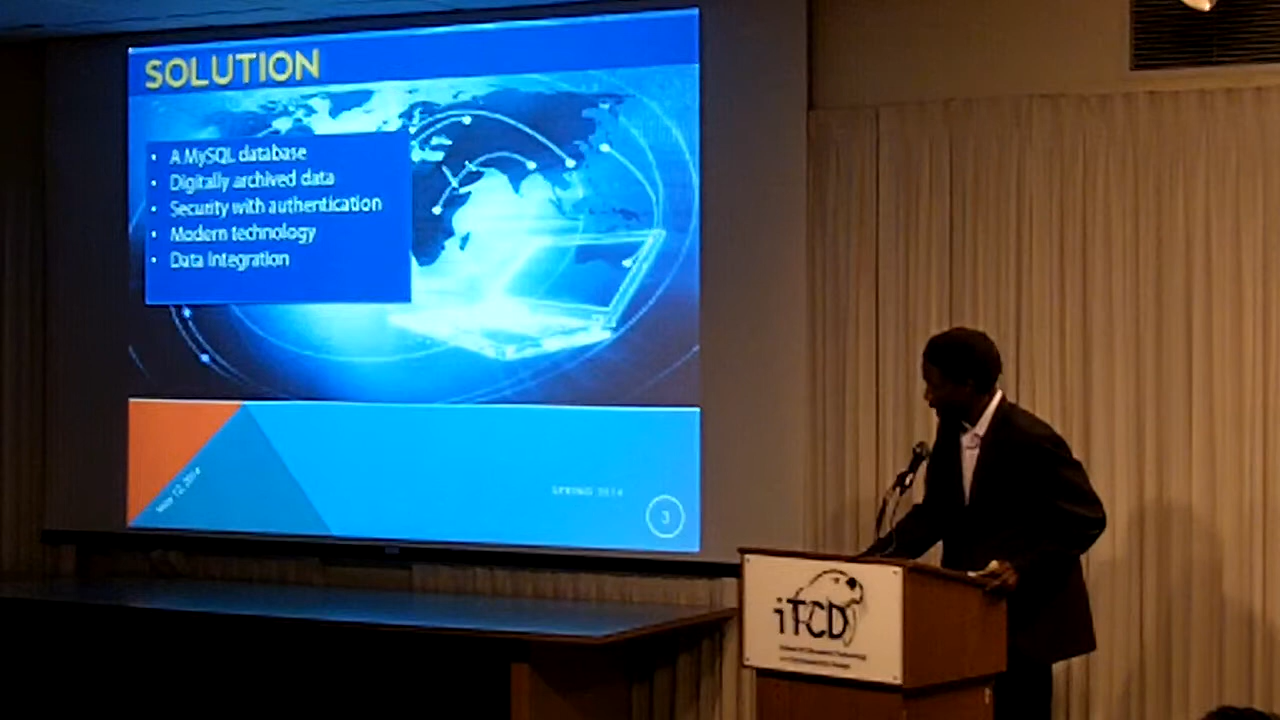 SOLUTION
• A MySQL database
• Digitally archived data
• Security with authentication
• Modern technology
• Data Integration
May 12, 2014
SPRING 2014
3
iTCD